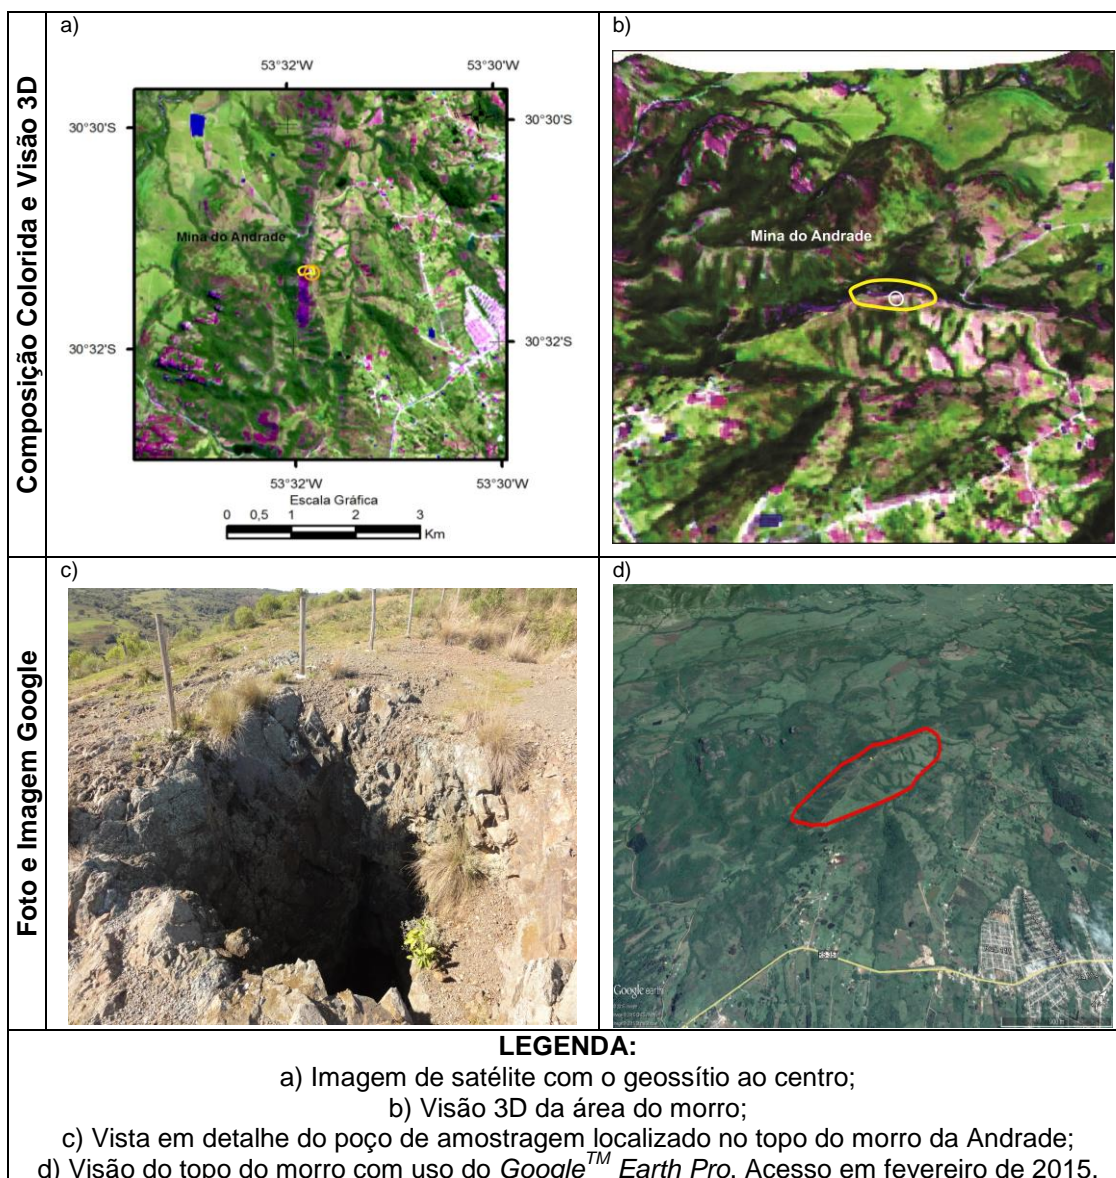 Composição Colorida e Visão 3D
a)
53°32'W 53°30'W
30°30'S 30°30'S
Mina do Andrade
30°32'S 30°32'S
53°32'W 53°30'W
Escala Gráfica
0 0,5 1 2 3
Km
b)
Mina do Andrade
Foto e Imagem Google
c)
d)
Google earth
LEGENDA:
a) Imagem de satélite com o geossítio ao centro;
b) Visão 3D da área do morro;
c) Vista em detalhe do poço de amostragem localizado no topo do morro da Andrade;
d) Visão do topo do morro com uso do Google™ Earth Pro. Acesso em fevereiro de 2015.